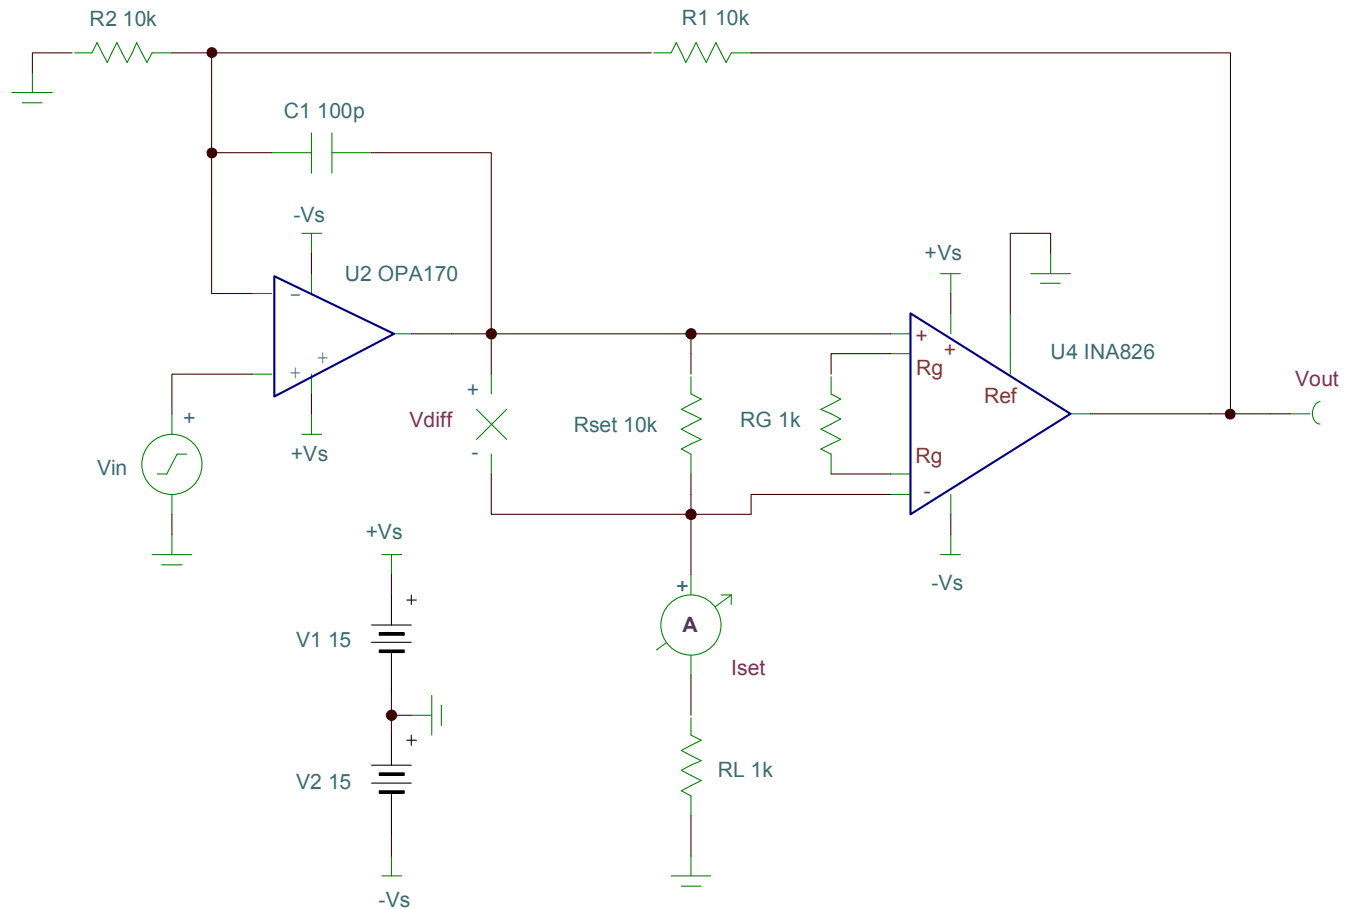 R2 10k
R1 10k
C1 100p
-Vs
U2 OPA170
+Vs
U4 INA826
−
+
+
+Vs
+
+
Rg
Ref
Vout
+
Vdiff
-
Rset 10k
RG 1k
Rg
-
+
Vin
+Vs
-Vs
+
A
Iset
+
V1 15
+
V2 15
RL 1k
-Vs